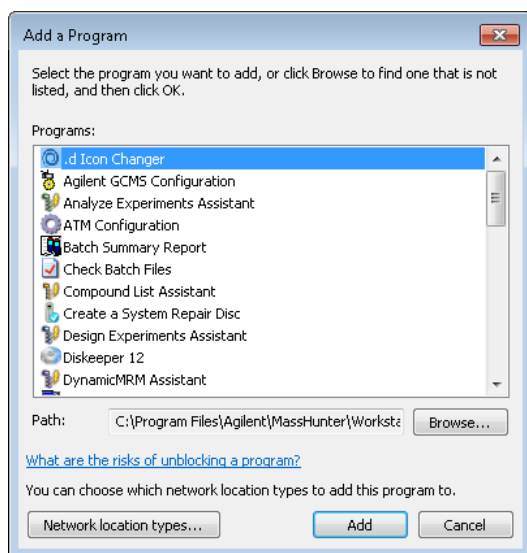 Add a Program
Select the program you want to add, or click Browse to find one that is not
listed, and then click OK.
Programs:
.d Icon Changer
Agilent GCMS Configuration
Analyze Experiments Assistant
ATM Configuration
Batch Summary Report
Check Batch Files
Compound List Assistant
Create a System Repair Disc
Design Experiments Assistant
Diskeeper 12
DynamicMRM Assistant
Path: C:\Program Files\Agilent\MassHunter\Worksta Browse...
What are the risks of unblocking a program?
You can choose which network location types to add this program to.
Network location types... Add Cancel